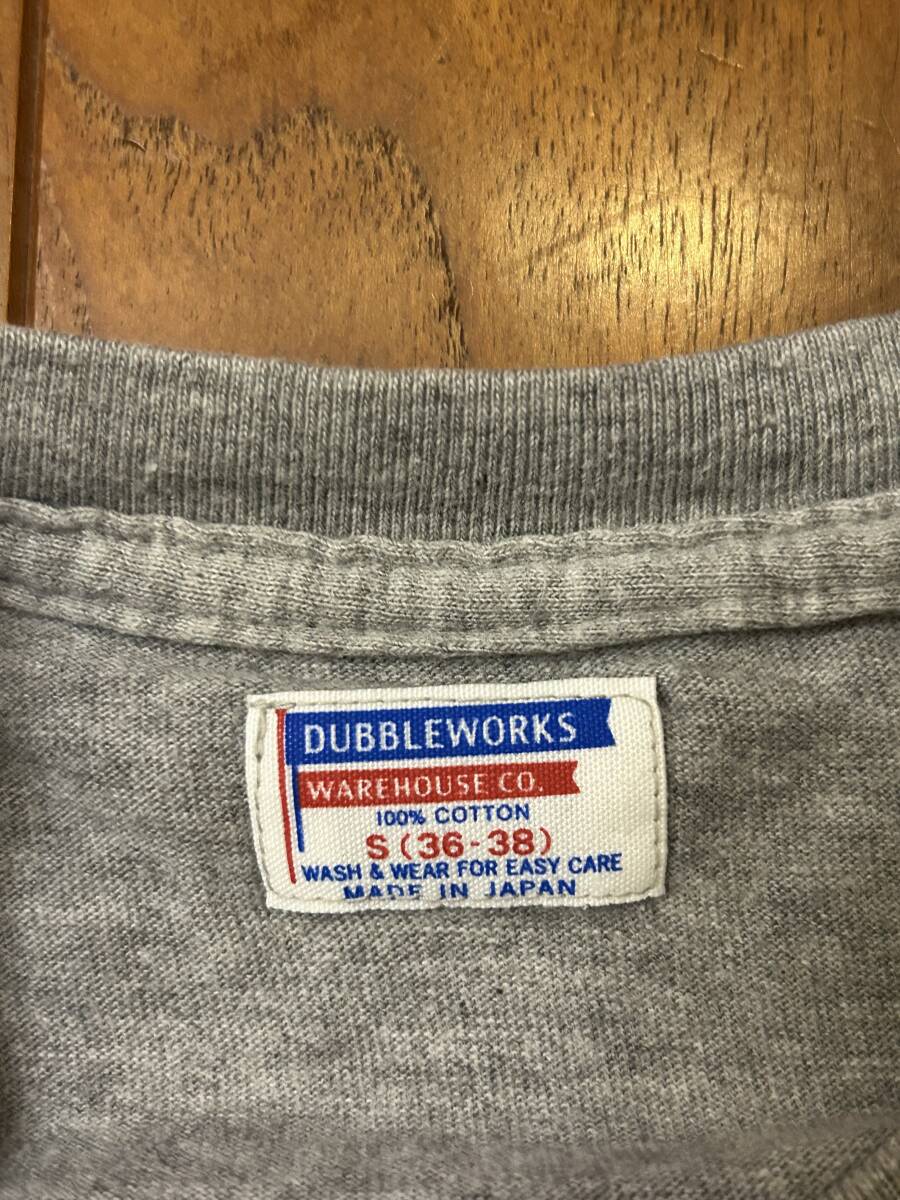 DUBBLEWORKS
WAREHOUSE CO.
100% COTTON
S (36-38)
WASH & WEAR FOR EASY CARE
MADE IN JAPAN